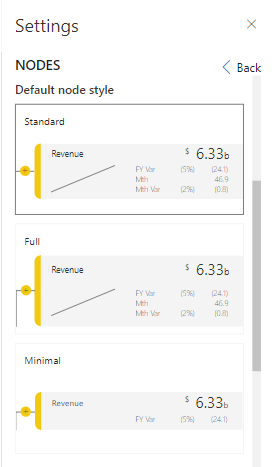 Settings ×
NODES
Back
Default node style
Standard
Revenue $ 6.33b
FY Var (5%) (24.1)
Mth 46.9
Mth Var (2%) (0.8)
Full
Revenue $ 6.33b
FY Var (5%) (24.1)
Mth 46.9
Mth Var (2%) (0.8)
Minimal
Revenue $ 6.33b
FY Var (5%) (24.1)